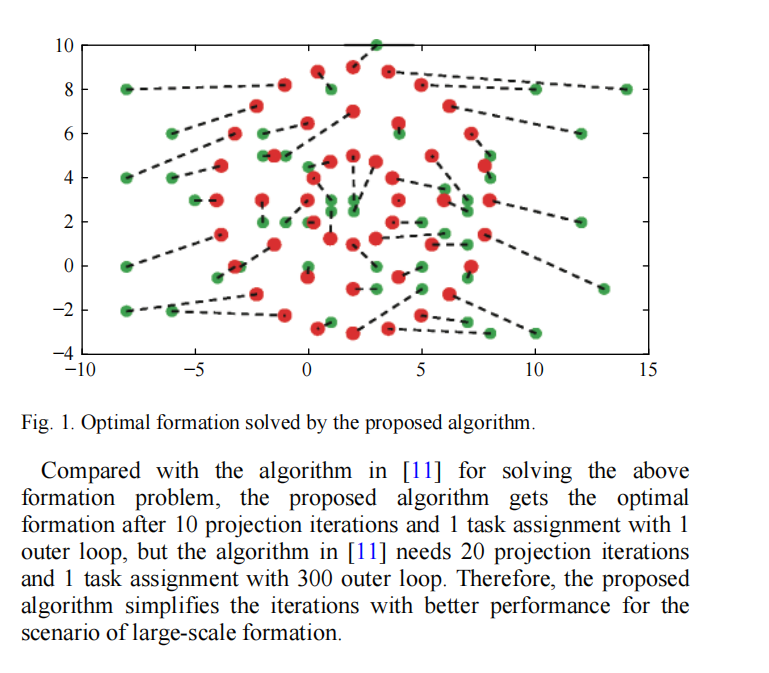 10
8
6
4
2
0
−2
−4
−10
−5
0
5
10
15
Fig. 1. Optimal formation solved by the proposed algorithm.
Compared with the algorithm in [11] for solving the above
formation problem, the proposed algorithm gets the optimal
formation after 10 projection iterations and 1 task assignment with 1
outer loop, but the algorithm in [11] needs 20 projection iterations
and 1 task assignment with 300 outer loop. Therefore, the proposed
algorithm simplifies the iterations with better performance for the
scenario of large-scale formation.